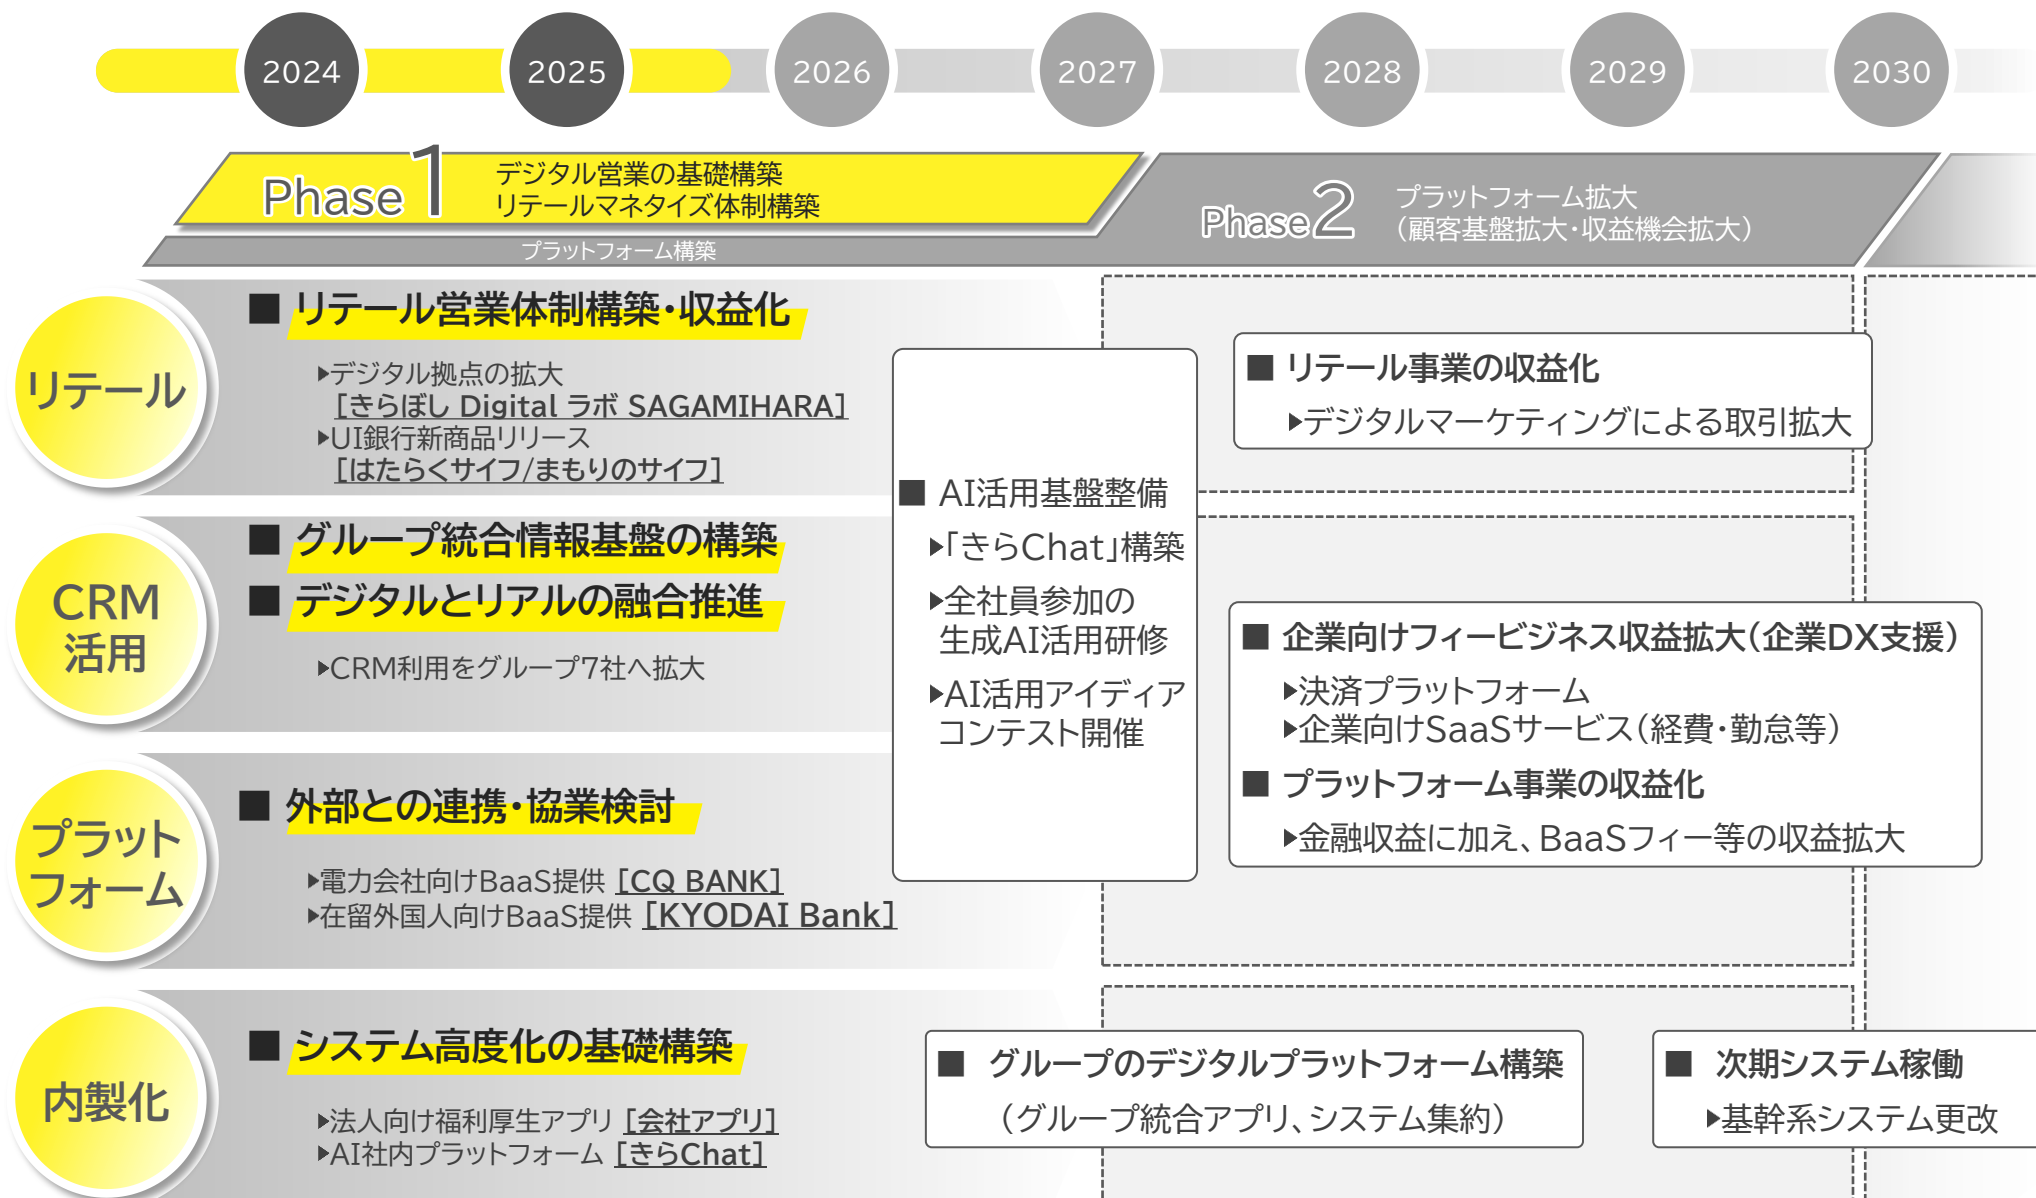 2024
2025
2026
2027
2028
2029
2030
Phase 1
デジタル営業の基礎構築
リテールマネタイズ体制構築
プラットフォーム構築
Phase 2
プラットフォーム拡大
（顧客基盤拡大・収益機会拡大）
リテール
■ リテール営業体制構築・収益化
▶デジタル拠点の拡大
［きらぼし Digital ラボ SAGAMIHARA］
▶UI銀行新商品リリース
［はたらくサイフ/まもりのサイフ］
CRM
活用
■ グループ統合情報基盤の構築
■ デジタルとリアルの融合推進
▶CRM利用をグループ7社へ拡大
プラット
フォーム
■ 外部との連携・協業検討
▶電力会社向けBaaS提供 ［CQ BANK］
▶在留外国人向けBaaS提供 ［KYODAI Bank］
内製化
■ システム高度化の基礎構築
▶法人向け福利厚生アプリ ［会社アプリ］
▶AI社内プラットフォーム ［きらChat］
■ AI活用基盤整備
▶「きらChat」構築
▶全社員参加の
生成AI活用研修
▶AI活用アイディア
コンテスト開催
■ リテール事業の収益化
▶デジタルマーケティングによる取引拡大
■ 企業向けフィービジネス収益拡大（企業DX支援）
▶決済プラットフォーム
▶企業向けSaaSサービス（経費・勤怠等）
■ プラットフォーム事業の収益化
▶金融収益に加え、BaaSフィー等の収益拡大
■ グループのデジタルプラットフォーム構築
（グループ統合アプリ、システム集約）
■ 次期システム稼働
▶基幹系システム更改